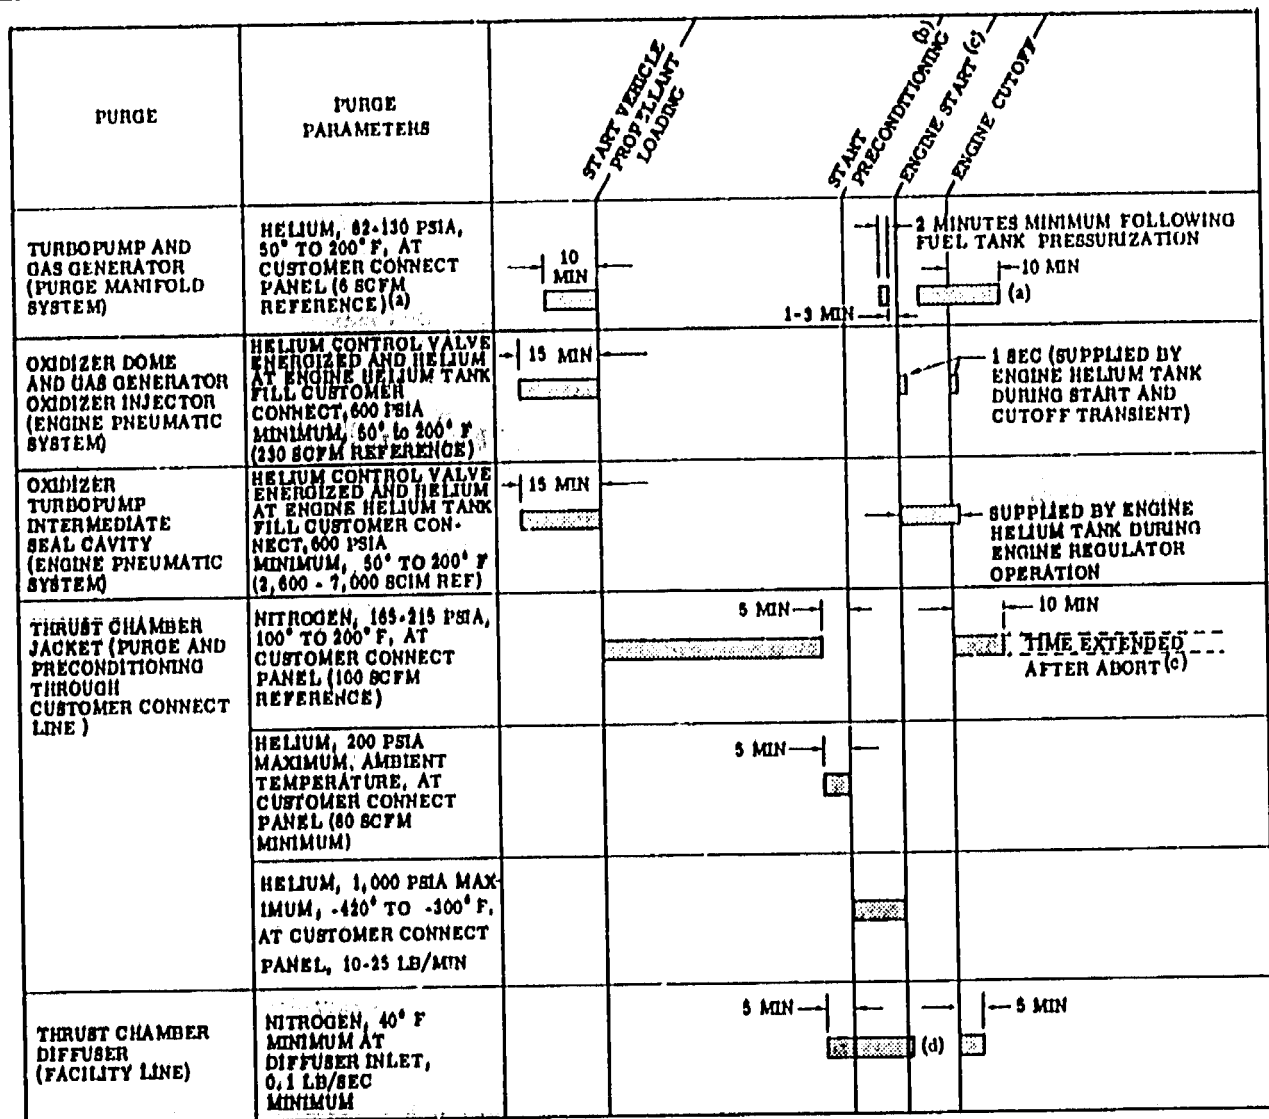 PURGE
PURGE
PARAMETERS
START VEHICLE
PROPELLANT
LOADING
START
PRECONDITIONING (b)
ENGINE START (c)
ENGINE CUTOFF
TURBOPUMP AND
GAS GENERATOR
(PURGE MANIFOLD
SYSTEM)
HELIUM, 82-130 PSIA,
50° TO 200° F, AT
CUSTOMER CONNECT
PANEL (6 SCFM
REFERENCE)(a)
10
MIN
2 MINUTES MINIMUM FOLLOWING
FUEL TANK PRESSURIZATION
10 MIN
(a)
1-3 MIN
OXIDIZER DOME
AND GAS GENERATOR
OXIDIZER INJECTOR
(ENGINE PNEUMATIC
SYSTEM)
HELIUM CONTROL VALVE
ENERGIZED AND HELIUM
AT ENGINE HELIUM TANK
FILL CUSTOMER
CONNECT, 600 PSIA
MINIMUM, 50° to 200° F
(230 SCFM REFERENCE)
15 MIN
1 SEC (SUPPLIED BY
ENGINE HELIUM TANK
DURING START AND
CUTOFF TRANSIENT)
OXIDIZER
TURBOPUMP
INTERMEDIATE
SEAL CAVITY
(ENGINE PNEUMATIC
SYSTEM)
HELIUM CONTROL VALVE
ENERGIZED AND HELIUM
AT ENGINE HELIUM TANK
FILL CUSTOMER CON-
NECT, 600 PSIA
MINIMUM, 50° TO 200° F
(2,600 - 7,000 SCIM REF)
15 MIN
SUPPLIED BY ENGINE
HELIUM TANK DURING
ENGINE REGULATOR
OPERATION
THRUST CHAMBER
JACKET (PURGE AND
PRECONDITIONING
THROUGH
CUSTOMER CONNECT
LINE )
NITROGEN, 165-215 PSIA,
100° TO 200° F, AT
CUSTOMER CONNECT
PANEL (100 SCFM
REFERENCE)
5 MIN
10 MIN
TIME EXTENDED
AFTER ABORT (c)
HELIUM, 200 PSIA
MAXIMUM, AMBIENT
TEMPERATURE, AT
CUSTOMER CONNECT
PANEL (80 SCFM
MINIMUM)
5 MIN
HELIUM, 1,000 PSIA MAX-
IMUM, -420° TO -300° F,
AT CUSTOMER CONNECT
PANEL, 10-25 LB/MIN
THRUST CHAMBER
DIFFUSER
(FACILITY LINE)
NITROGEN, 40° F
MINIMUM AT
DIFFUSER INLET,
0.1 LB/SEC
MINIMUM
5 MIN
(d)
5 MIN